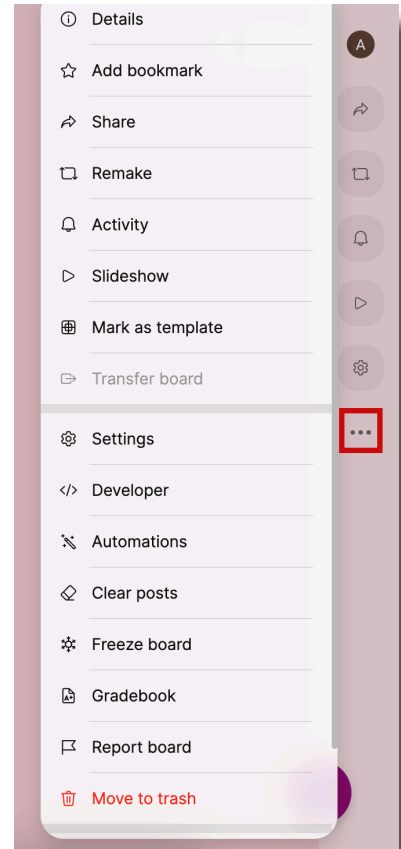 Details
A
Add bookmark
Share
Remake
Activity
Slideshow
Mark as template
Transfer board
Settings
Developer
Automations
Clear posts
Freeze board
A+
Gradebook
Report board
Move to trash